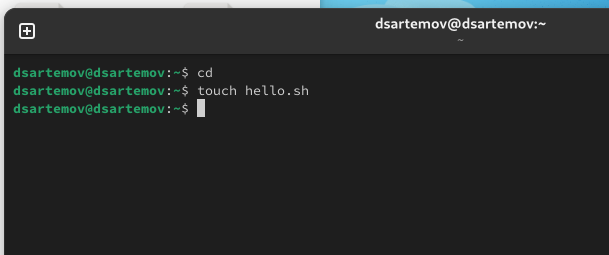 dsartemov@dsartemov:~
~
dsartemov@dsartemov:~$ cd
dsartemov@dsartemov:~$ touch hello.sh
dsartemov@dsartemov:~$